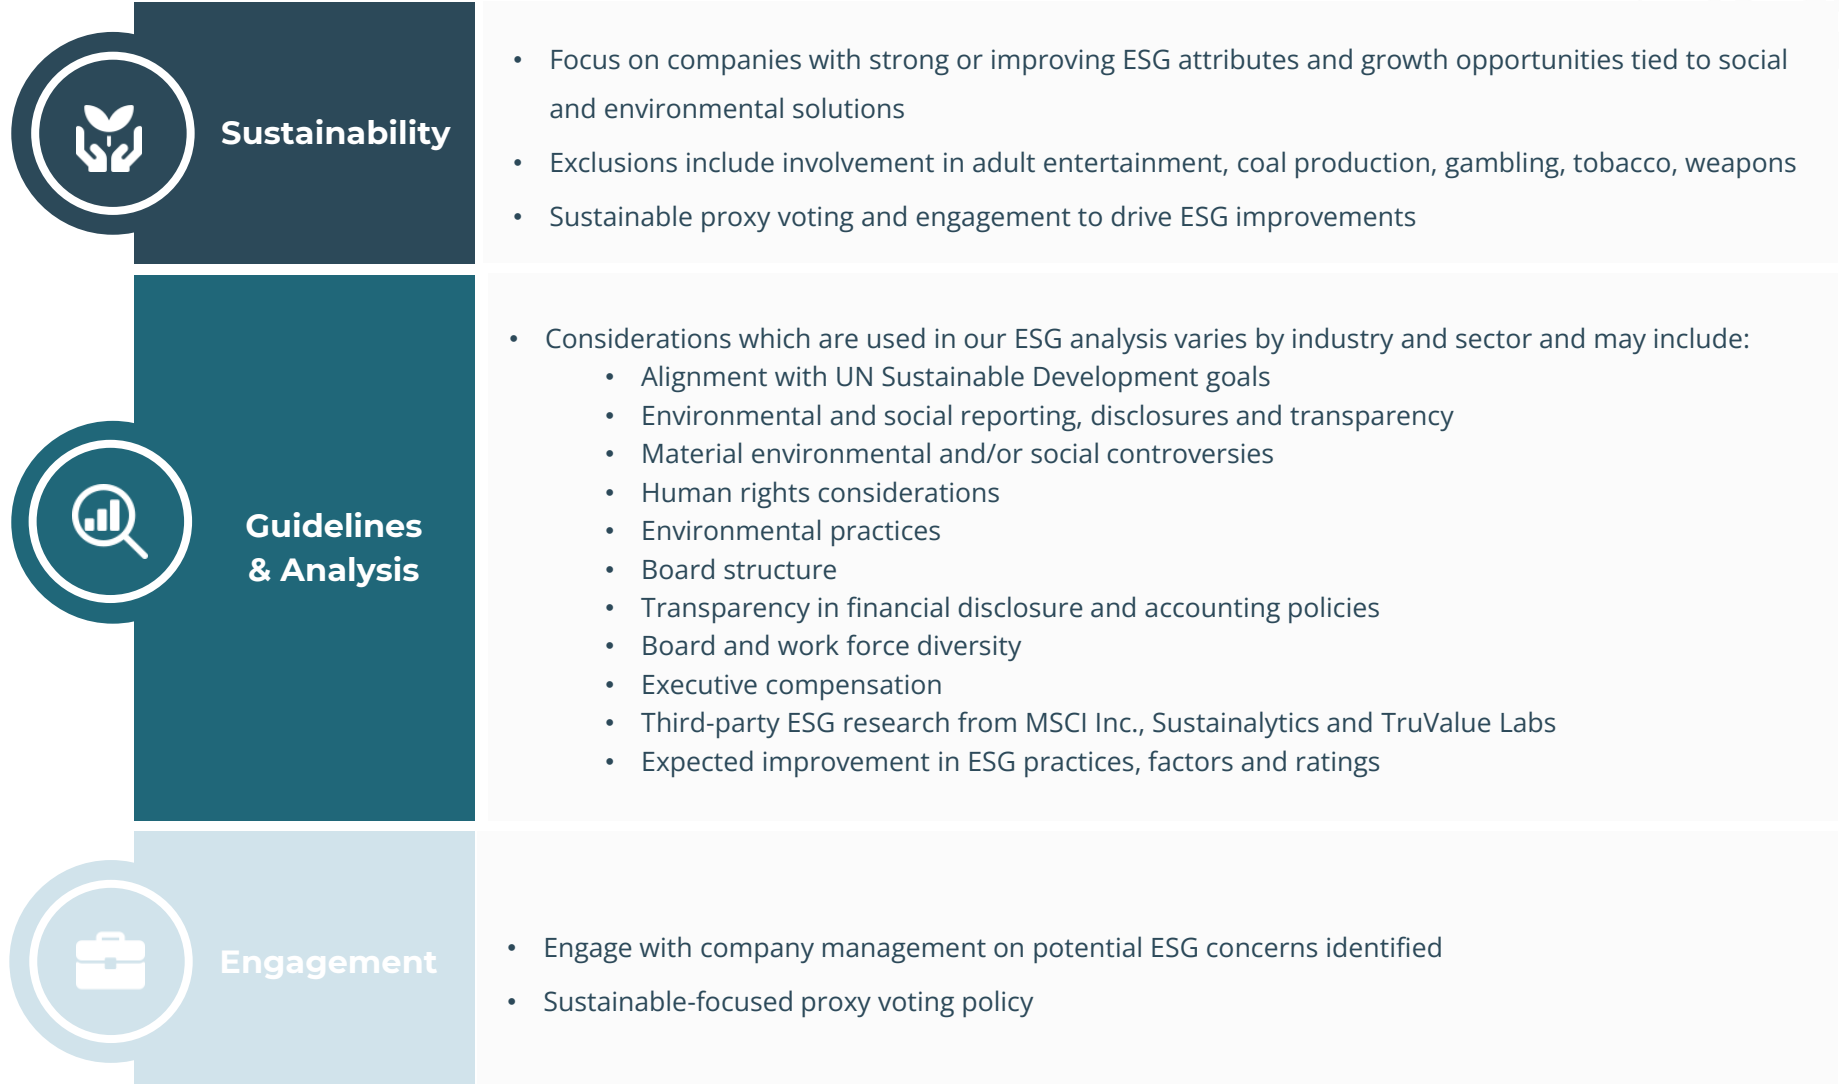 Sustainability
• Focus on companies with strong or improving ESG attributes and growth opportunities tied to social
and environmental solutions
• Exclusions include involvement in adult entertainment, coal production, gambling, tobacco, weapons
• Sustainable proxy voting and engagement to drive ESG improvements
Guidelines
& Analysis
• Considerations which are used in our ESG analysis varies by industry and sector and may include:
• Alignment with UN Sustainable Development goals
• Environmental and social reporting, disclosures and transparency
• Material environmental and/or social controversies
• Human rights considerations
• Environmental practices
• Board structure
• Transparency in financial disclosure and accounting policies
• Board and work force diversity
• Executive compensation
• Third-party ESG research from MSCI Inc., Sustainalytics and TruValue Labs
• Expected improvement in ESG practices, factors and ratings
Engagement
• Engage with company management on potential ESG concerns identified
• Sustainable-focused proxy voting policy